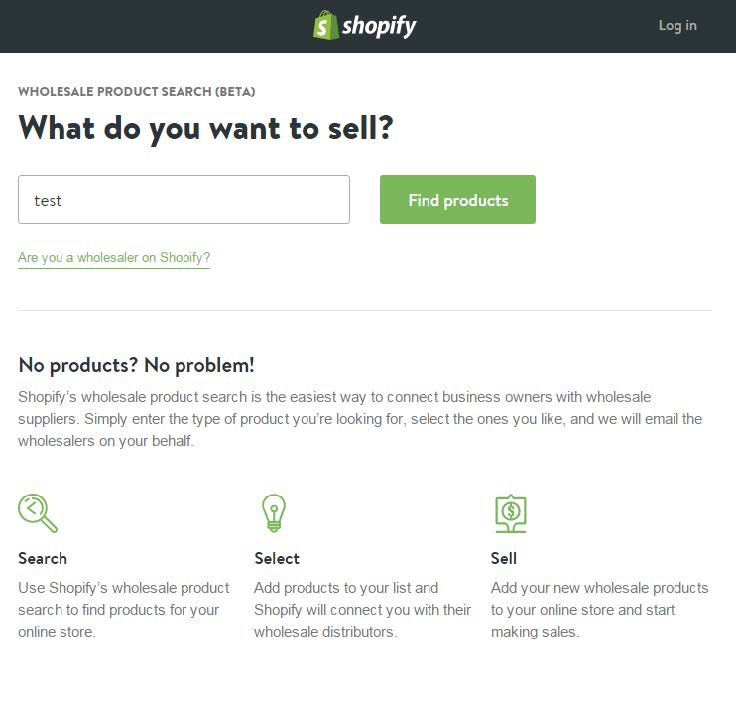 shopify
Log in
WHOLESALE PRODUCT SEARCH (BETA)
What do you want to sell?
test
Find products
Are you a wholesaler on Shopify?
No products? No problem!
Shopify's wholesale product search is the easiest way to connect business owners with wholesale
suppliers. Simply enter the type of product you're looking for, select the ones you like, and we will email the
wholesalers on your behalf.
Search
Use Shopify's wholesale product
search to find products for your
online store.
Select
Add products to your list and
Shopify will connect you with their
wholesale distributors.
Sell
Add your new wholesale products
to your online store and start
making sales.